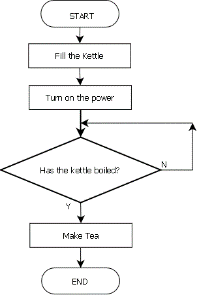 START
Fill the Kettle
Turn on the power
Has the kettle boiled?
N
Y
Make Tea
END